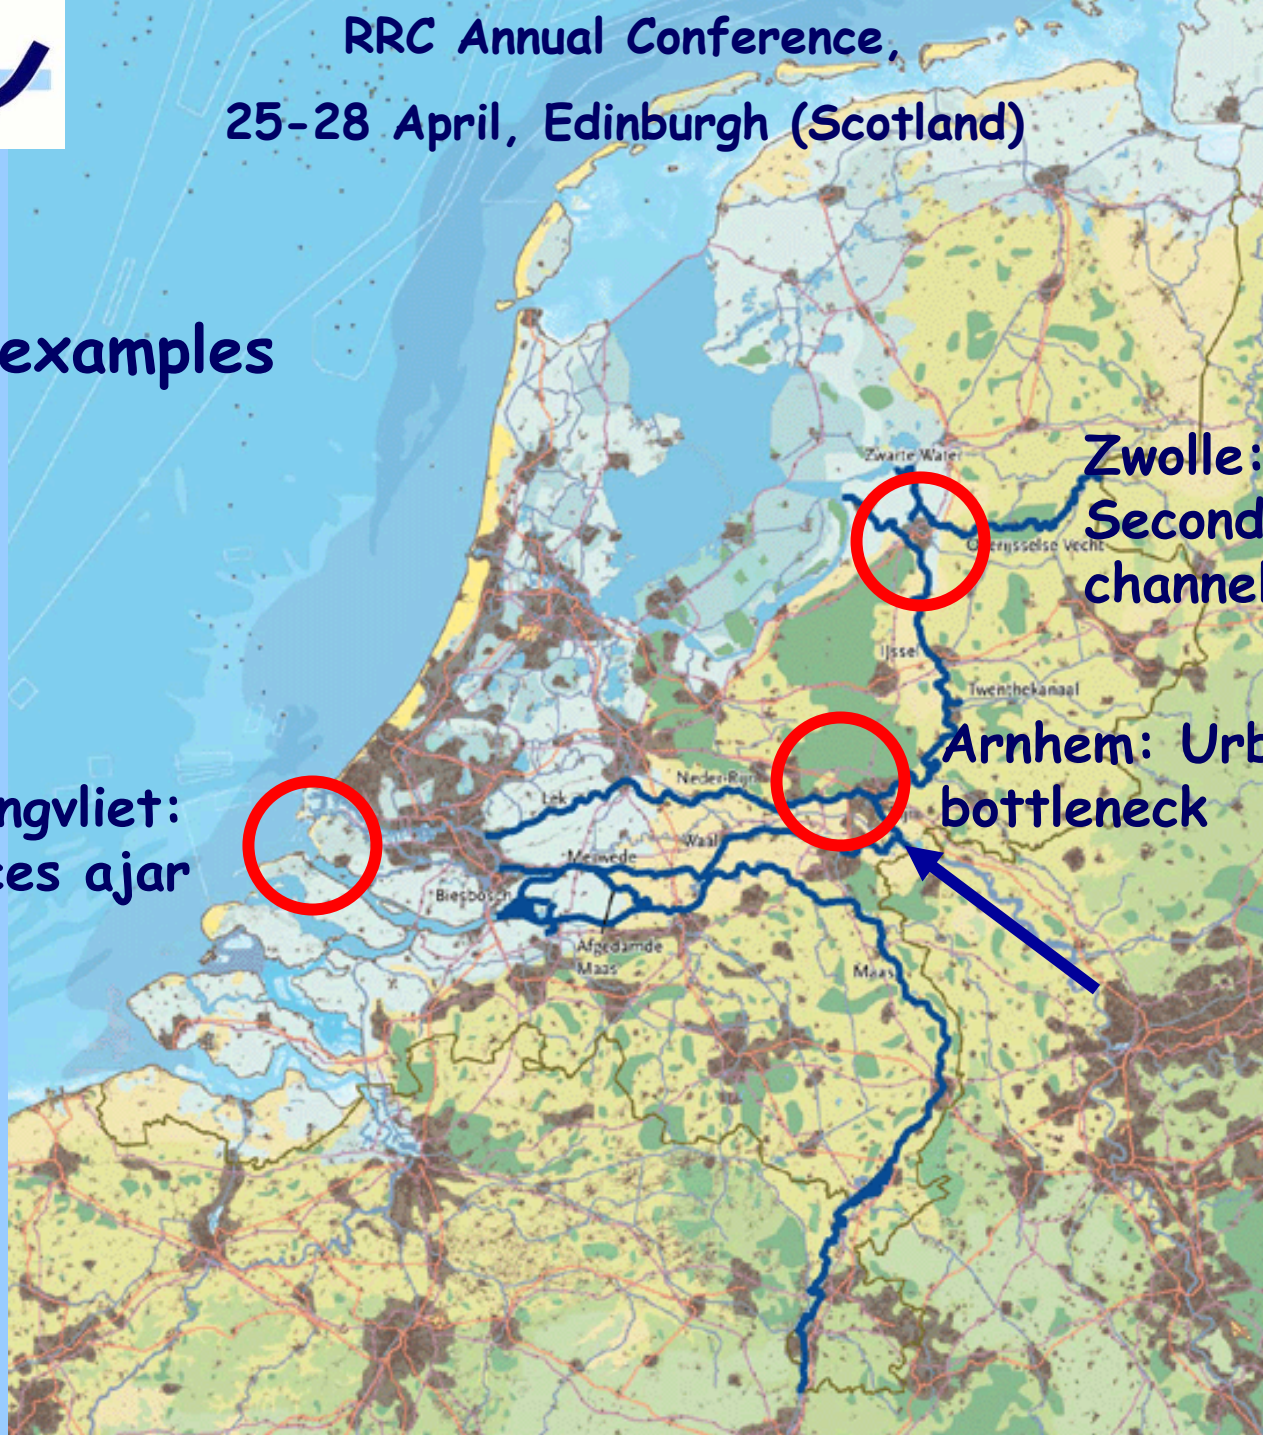 RRC Annual Conference,
25-28 April, Edinburgh (Scotland)
examples
Zwarte Water
Zwolle:
Second
channel
Overijsselse Vecht
IJssel
Twenthekanaal
Arnhem: Urb
bottleneck
Neder-Rijn
Lek
ngvliet:
ces ajar
Waal
Merwede
Biesbosch
Afgedamde
Maas
Maas